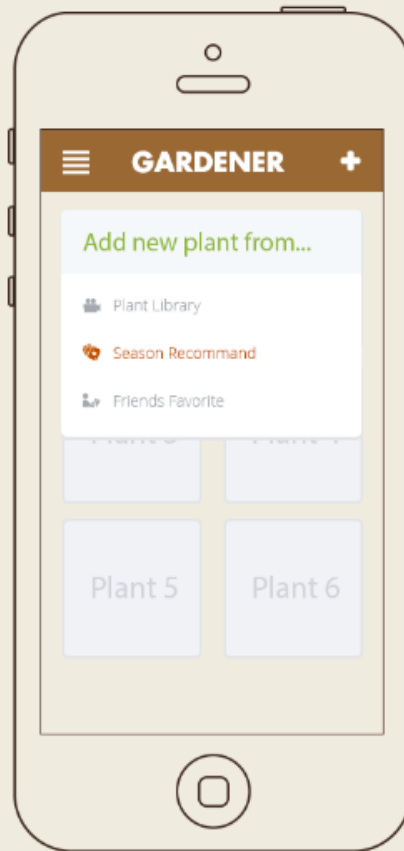 GARDENER
Add new plant from...
Plant Library
Season Recommand
Friends Favorite
Plant 5 Plant 6